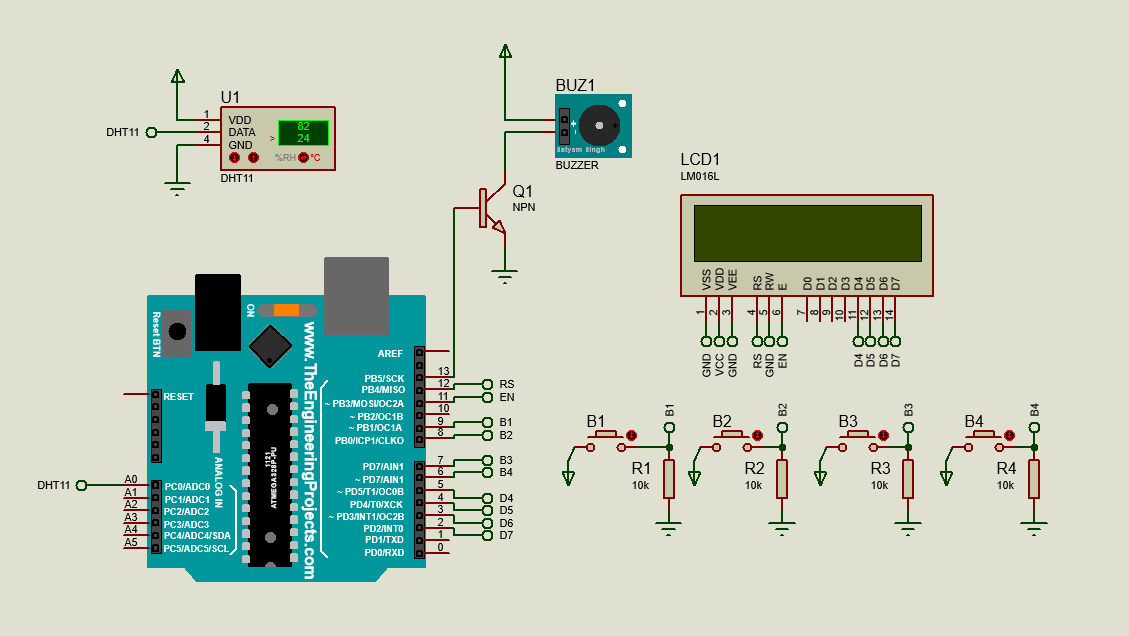 U1
1
2
4
VDD
DATA
GND
>
82
24
%RH
°C
DHT11
DHT11
BUZ1
+
-
Satyam Singh
BUZZER
Q1
NPN
LCD1
LM016L
VSS
VDD
VEE
RS
RW
E
D0
D1
D2
D3
D4
D5
D6
D7
1
2
3
4
5
6
7
8
9
10
11
12
13
14
GND
VCC
GND
RS
GND
EN
D4
D5
D6
D7
Reset BTN
ON
www.TheEngineeringProjects.com
1121
ATMEGA328P-PU
ANALOG IN
RESET
DHT11
A0
A1
A2
A3
A4
A5
PC0/ADC0
PC1/ADC1
PC2/ADC2
PC3/ADC3
PC4/ADC4/SDA
PC5/ADC5/SCL
AREF
PB5/SCK
PB4/MISO
~ PB3/MOSI/OC2A
~ PB2/OC1B
~ PB1/OC1A
PB0/ICP1/CLKO
PD7/AIN1
~ PD7/AIN1
~ PD5/T1/OC0B
PD4/T0/XCK
~ PD3/INT1/OC2B
PD2/INT0
PD1/TXD
PD0/RXD
13
12
11
10
9
8
7
6
5
4
3
2
1
0
RS
EN
B1
B2
B3
B4
D4
D5
D6
D7
B1
B1
R1
10k
B2
B2
R2
10k
B3
B3
R3
10k
B4
B4
R4
10k